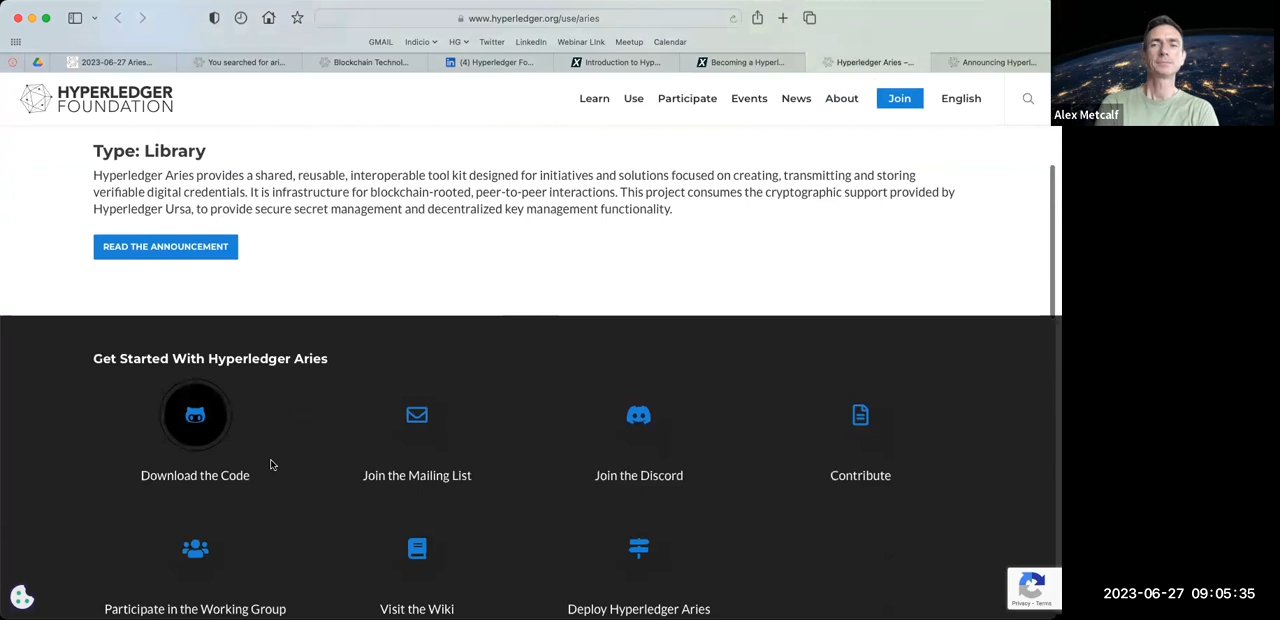 www.hyperledger.org/use/aries
GMAIL Indicio HG Twitter LinkedIn Webinar LInk Meetup Calendar
2023-06-27 Aries... You searched for ari... Blockchain Technol... (4) Hyperledger Fo... Introduction to Hyp... Becoming a Hyperl... Hyperledger Aries –... Announcing Hyperl...
HYPERLEDGER
FOUNDATION
Learn Use Participate Events News About Join English
Alex Metcalf
Type: Library
Hyperledger Aries provides a shared, reusable, interoperable tool kit designed for initiatives and solutions focused on creating, transmitting and storing
verifiable digital credentials. It is infrastructure for blockchain-rooted, peer-to-peer interactions. This project consumes the cryptographic support provided by
Hyperledger Ursa, to provide secure secret management and decentralized key management functionality.
READ THE ANNOUNCEMENT
Get Started With Hyperledger Aries
Download the Code Join the Mailing List Join the Discord Contribute
Participate in the Working Group Visit the Wiki Deploy Hyperledger Aries
Privacy - Terms
2023-06-27 09:05:35